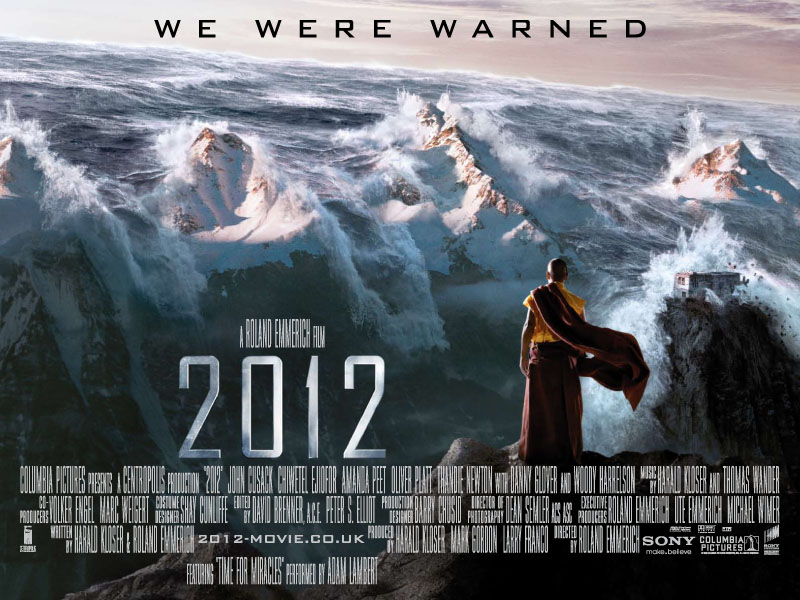 WE WERE WARNED
A ROLAND EMMERICH FILM
2012
COLUMBIA PICTURES PRESENTS A CENTROPOLIS PRODUCTION "2012" JOHN CUSACK CHIWETEL EJIOFOR AMANDA PEET OLIVER PLATT THANDIE NEWTON WITH DANNY GLOVER AND WOODY HARRELSON MUSIC BY HARALD KLOSER AND THOMAS WANDER
CO-PRODUCERS VOLKER ENGEL MARC WEIGERT COSTUME DESIGNER SHAY CUNLIFFE EDITED BY DAVID BRENNER, A.C.E. PETER S. ELLIOT PRODUCTION DESIGNER BARRY CHUSID DIRECTOR OF PHOTOGRAPHY DEAN SEMLER ACS ASC EXECUTIVE PRODUCERS ROLAND EMMERICH UTE EMMERICH MICHAEL WIMER
WRITTEN BY HARALD KLOSER & ROLAND EMMERICH 2012-MOVIE.CO.UK PRODUCED BY HARALD KLOSER MARK GORDON LARRY FRANCO DIRECTED BY ROLAND EMMERICH SONY make.believe COLUMBIA PICTURES
FEATURING "TIME FOR MIRACLES" PERFORMED BY ADAM LAMBERT